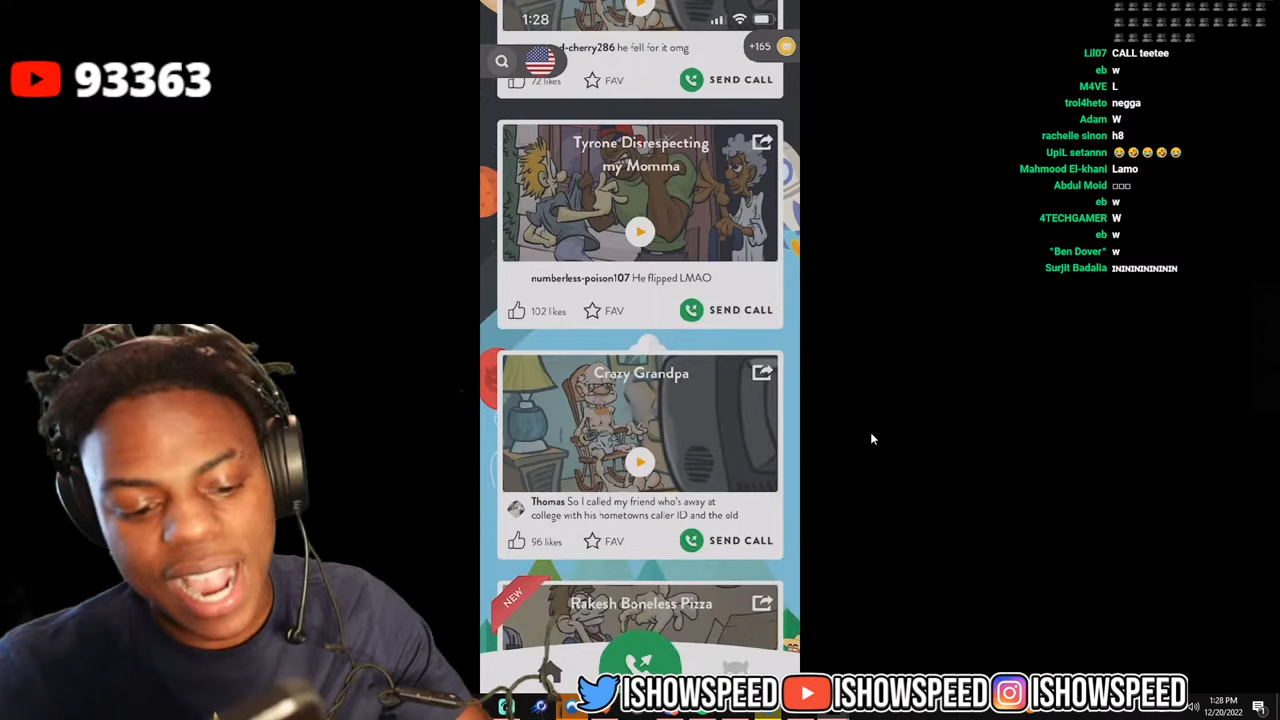 93363
1:28
d-cherry286 he fell for it omg
+165
72 likes
FAV
SEND CALL
Tyrone Disrespecting
my Momma
numberless-poison107 He flipped LMAO
102 likes
FAV
SEND CALL
Crazy Grandpa
Thomas So I called my friend who's away at
college with his hometowns caller ID and the old
96 likes
FAV
SEND CALL
NEW
Rakesh Boneless Pizza
Lil07 CALL teetee
eb w
M4VE L
trol4heto negga
Adam W
rachelle sinon h8
UpiL setannn 😂🤣😂🤣😂
Mahmood El-khani Lamo
Abdul Moid □□□
eb w
4TECHGAMER W
eb w
*Ben Dover* w
Surjit Badalia ɪɴɪɴɪɴɪɴɪɴɪɴ
ISHOWSPEED
ISHOWSPEED
ISHOWSPEED
1:28 PM
12/20/2022